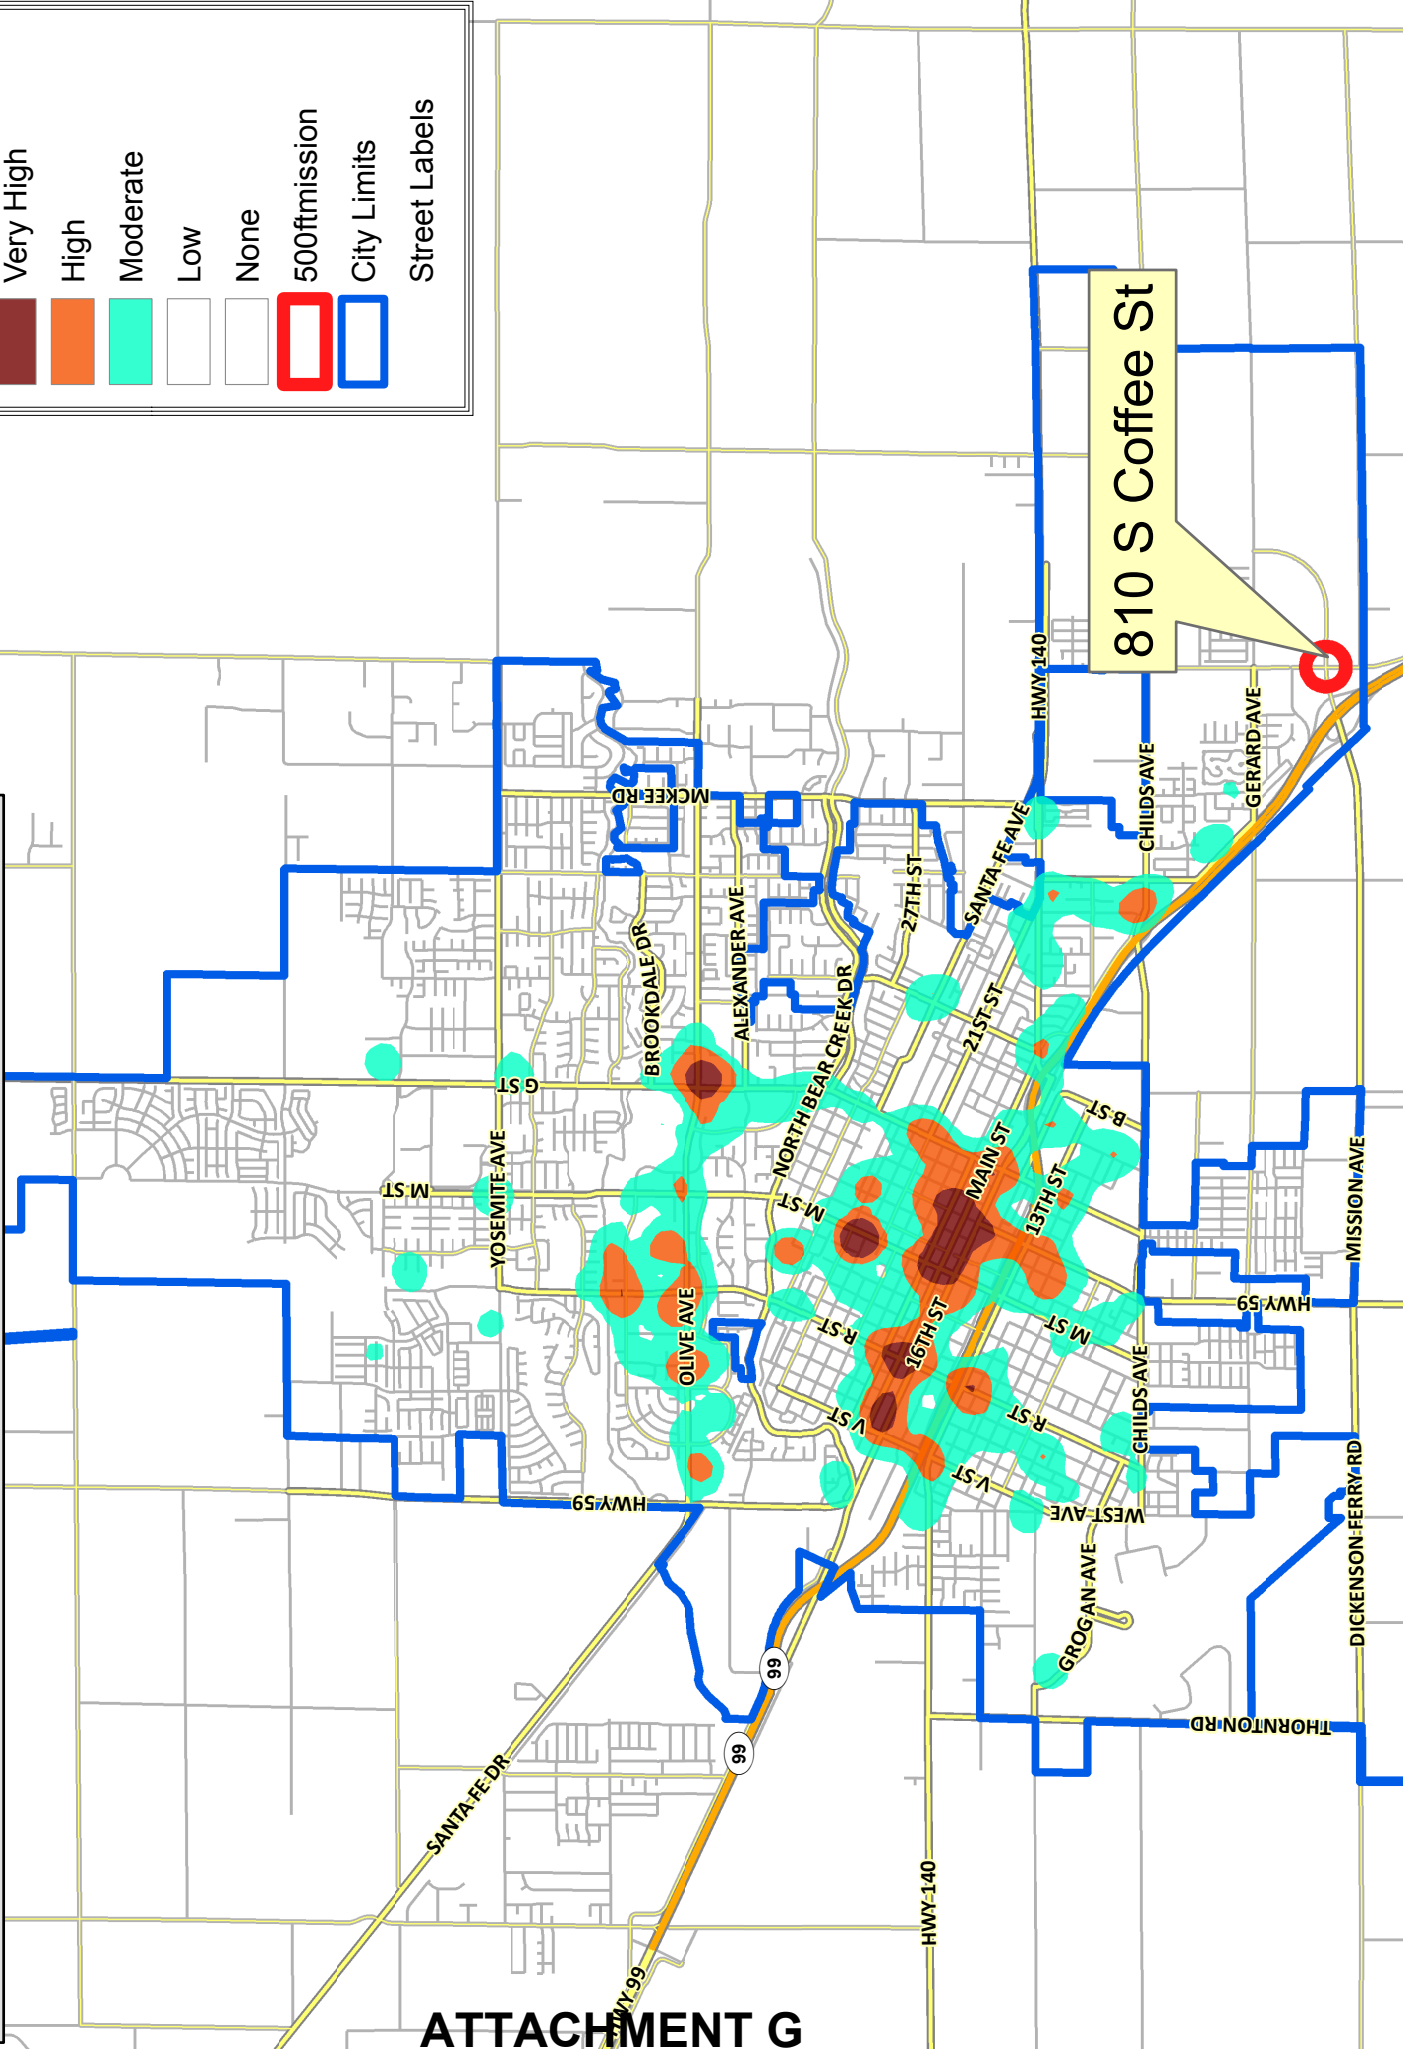 Very High
High
Moderate
Low
None
500ftmission
City Limits
Street Labels
810 S Coffee St
HWY 140
MCKEE RD
GERARD AVE
CHILDS AVE
SANTA FE AVE
27TH ST
ALEXANDER AVE
BROOKDALE DR
21ST ST
NORTH BEAR CREEK DR
G ST
B ST
YOSEMITE AVE
M ST
M ST
MAIN ST
13TH ST
MISSION AVE
HWY 59
OLIVE AVE
R ST
16TH ST
M ST
CHILDS AVE
V ST
R ST
HWY 59
V ST
WEST AVE
DICKENSON FERRY RD
GROGAN AVE
99
THORNTON RD
99
SANTA FE DR
HWY 140
HWY 99
ATTACHMENT G